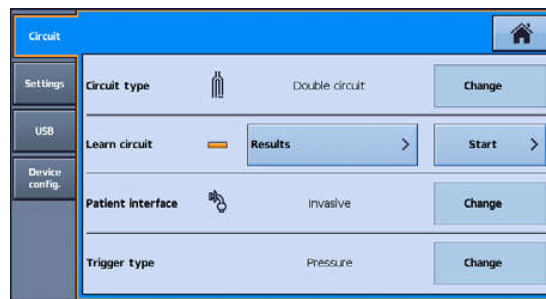 Circuit
Settings
USB
Device
config.
Circuit type Double circuit Change
Learn circuit Results Start
Patient interface Invasive Change
Trigger type Pressure Change